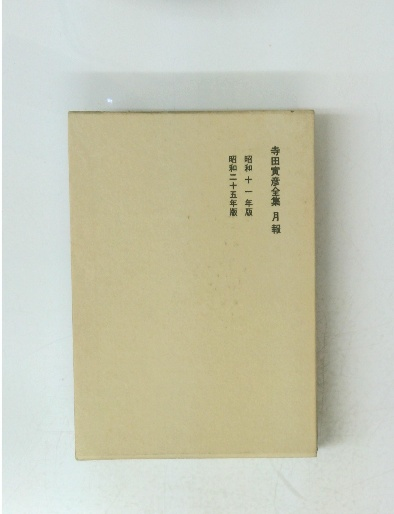 寺田寅彦全集 月報
昭和十一年版
昭和二十五年版